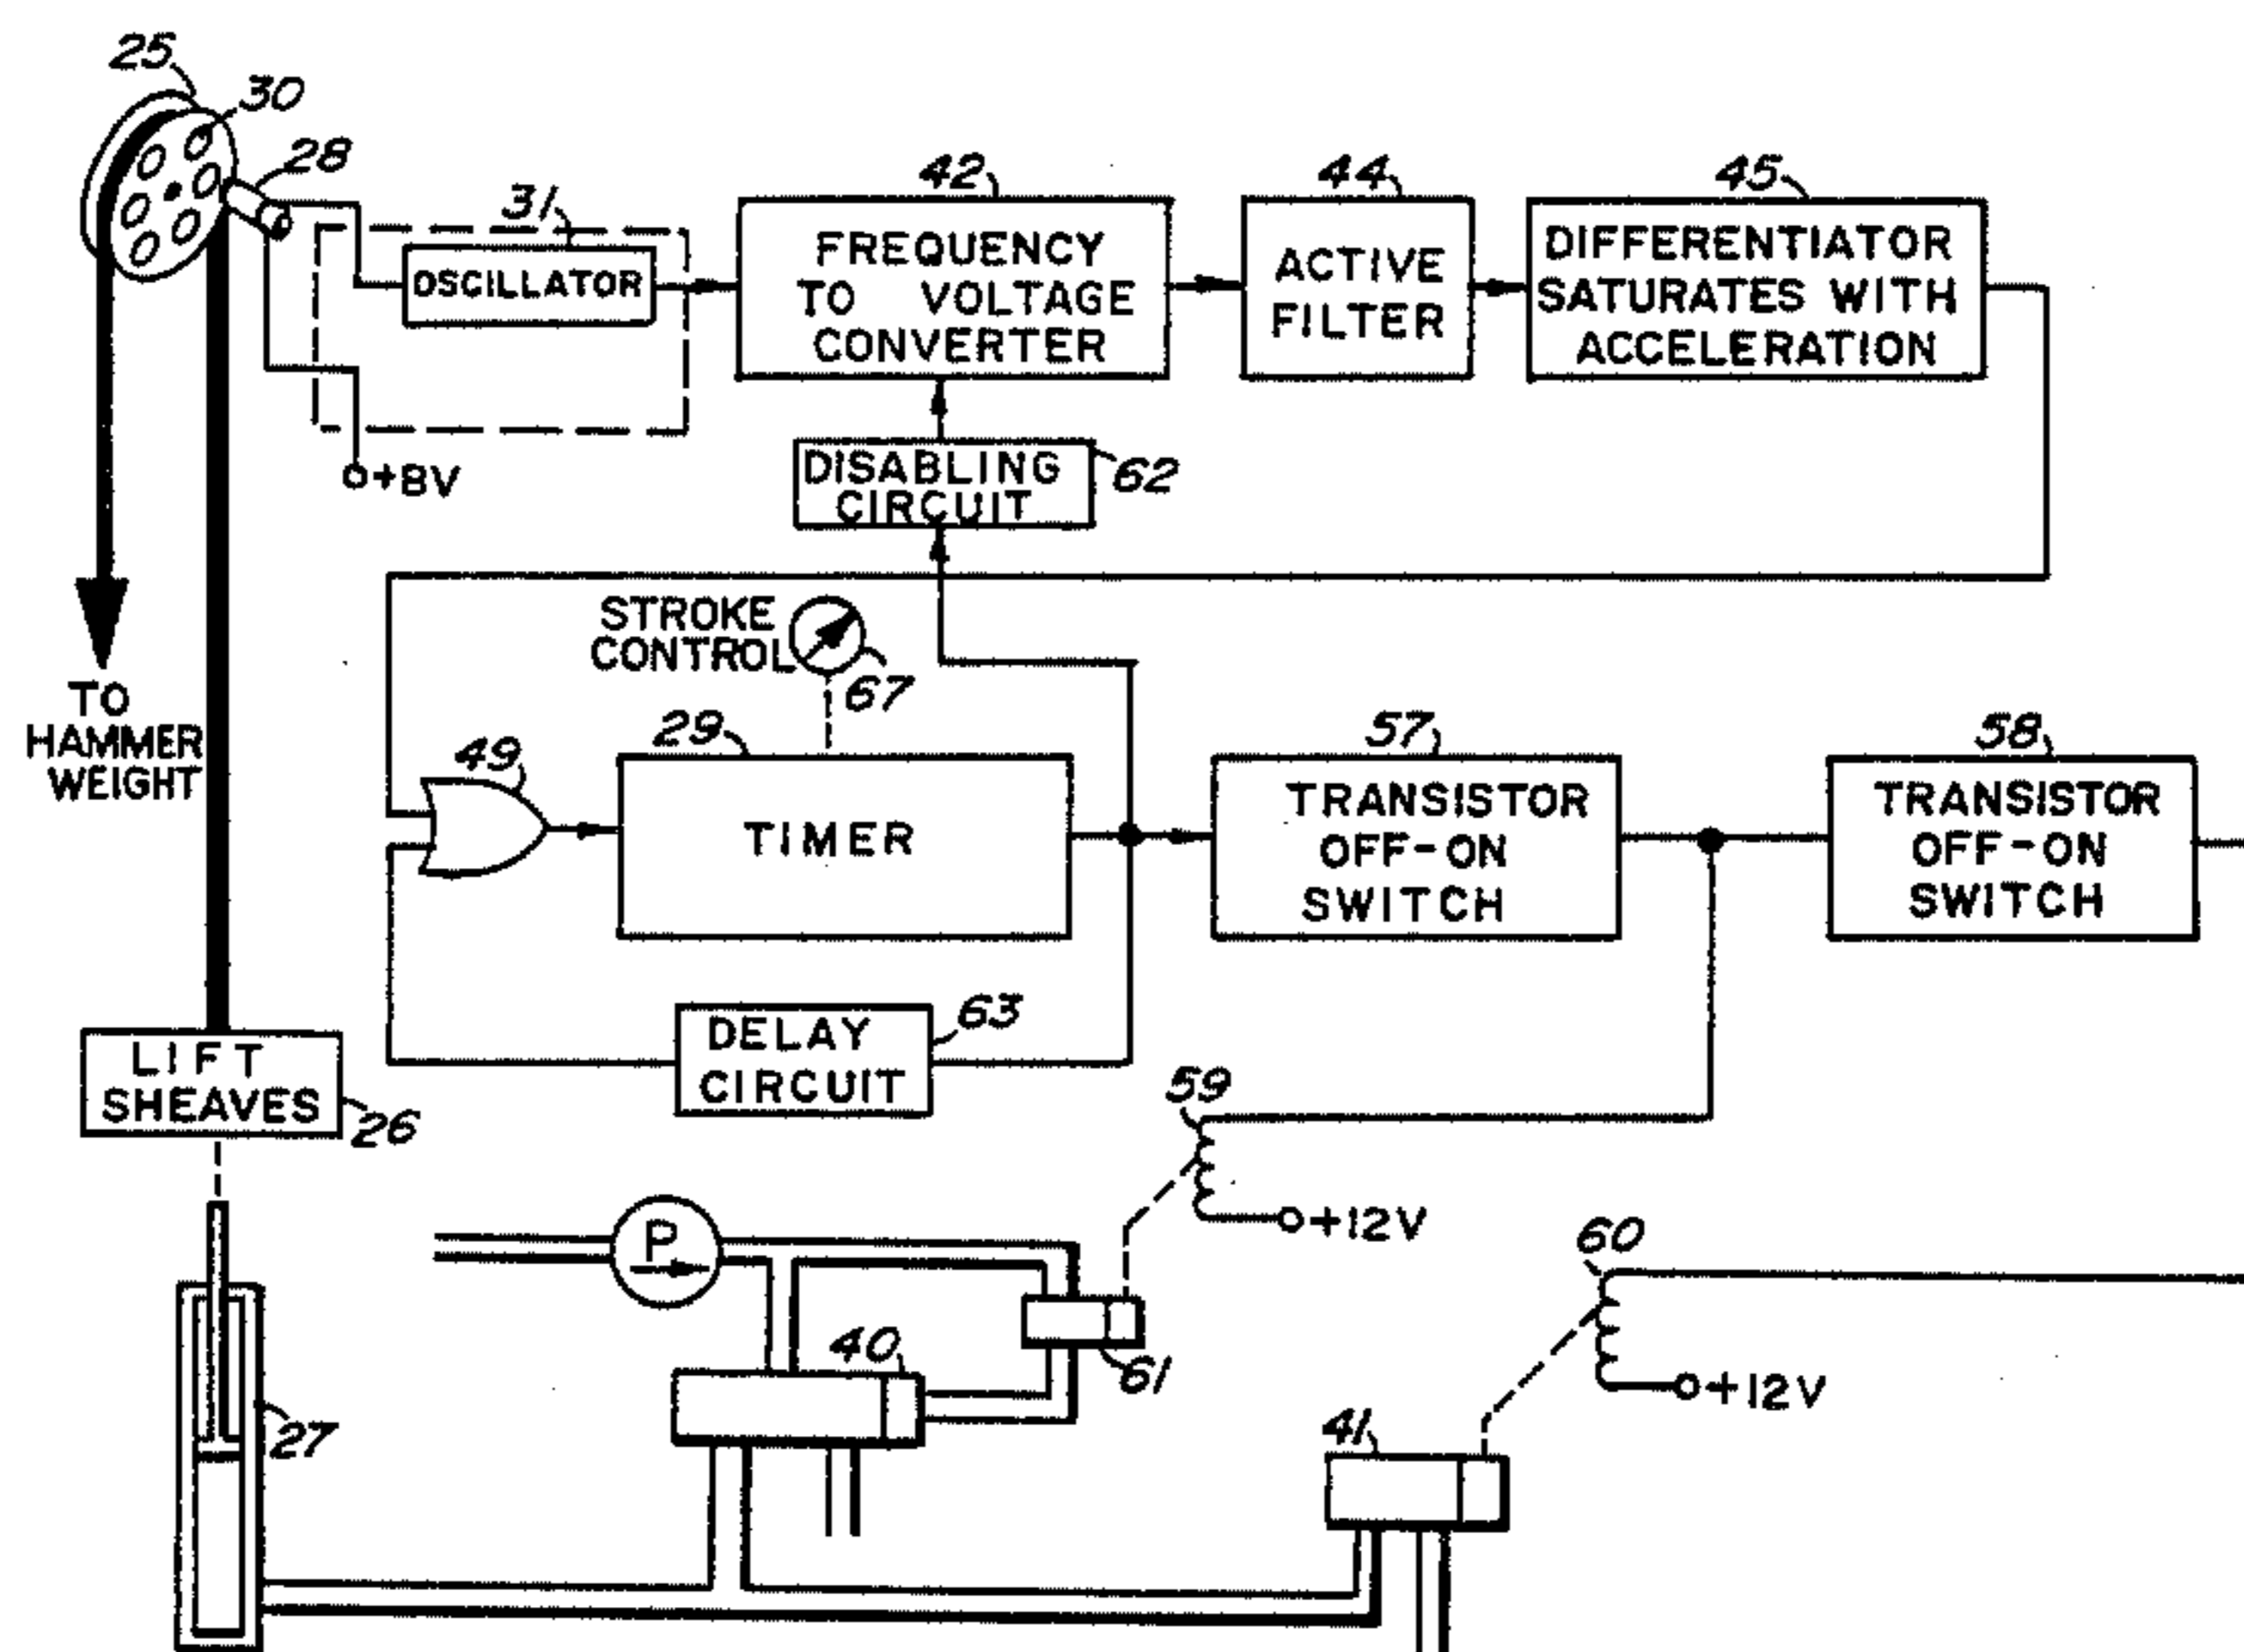 25
30
28
31
OSCILLATOR
+8V
42
FREQUENCY
TO VOLTAGE
CONVERTER
44
ACTIVE
FILTER
45
DIFFERENTIATOR
SATURATES WITH
ACCELERATION
DISABLING
CIRCUIT
62
STROKE
CONTROL
67
TO
HAMMER
WEIGHT
49
29
TIMER
57
TRANSISTOR
OFF-ON
SWITCH
58
TRANSISTOR
OFF-ON
SWITCH
DELAY
CIRCUIT
63
LIFT
SHEAVES
26
59
+12V
60
+12V
P
40
61
41
27